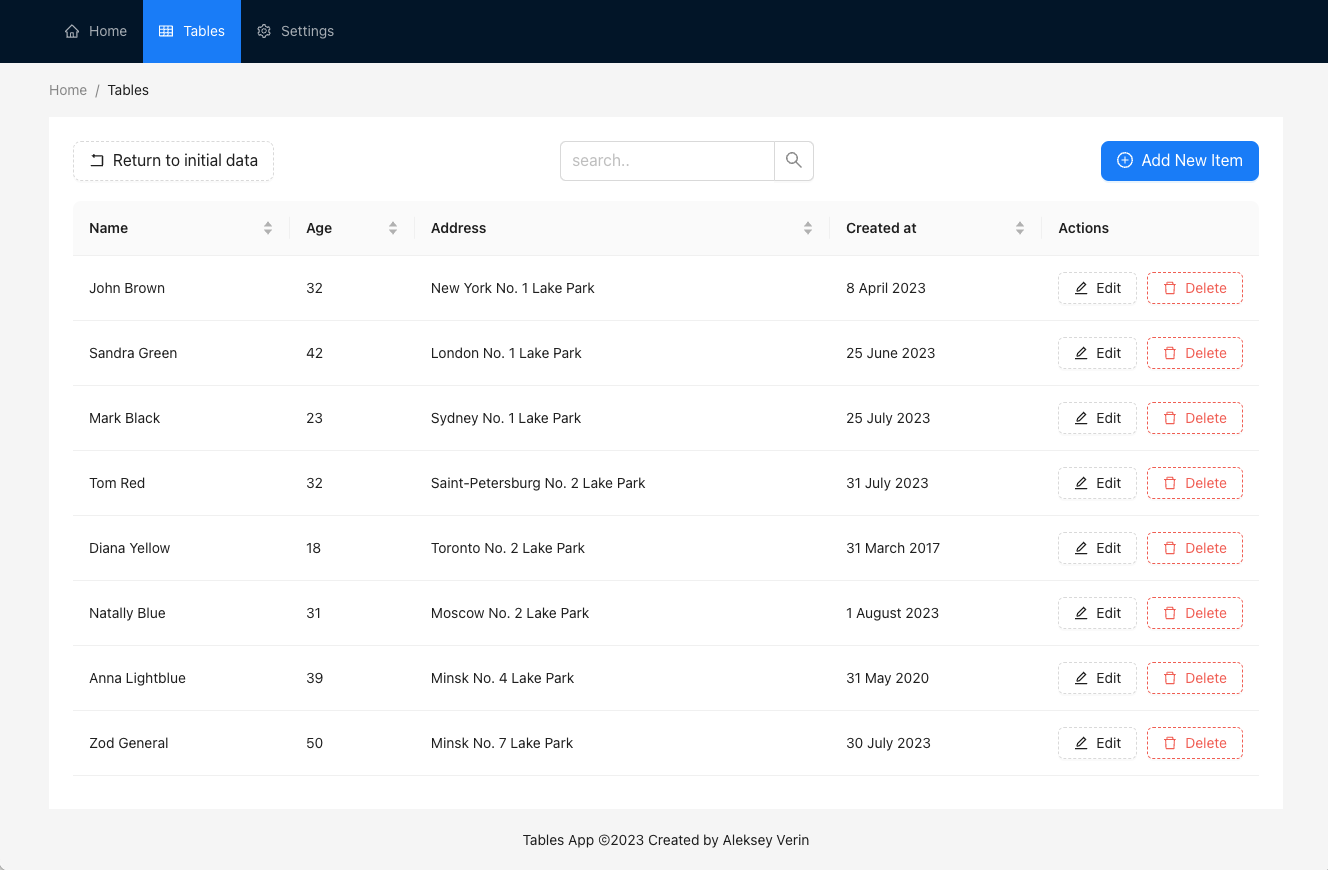 Home Tables Settings
Home / Tables
Return to initial data search.. Add New Item
Name Age Address Created at Actions
John Brown 32 New York No. 1 Lake Park 8 April 2023 Edit Delete
Sandra Green 42 London No. 1 Lake Park 25 June 2023 Edit Delete
Mark Black 23 Sydney No. 1 Lake Park 25 July 2023 Edit Delete
Tom Red 32 Saint-Petersburg No. 2 Lake Park 31 July 2023 Edit Delete
Diana Yellow 18 Toronto No. 2 Lake Park 31 March 2017 Edit Delete
Natally Blue 31 Moscow No. 2 Lake Park 1 August 2023 Edit Delete
Anna Lightblue 39 Minsk No. 4 Lake Park 31 May 2020 Edit Delete
Zod General 50 Minsk No. 7 Lake Park 30 July 2023 Edit Delete
Tables App ©2023 Created by Aleksey Verin